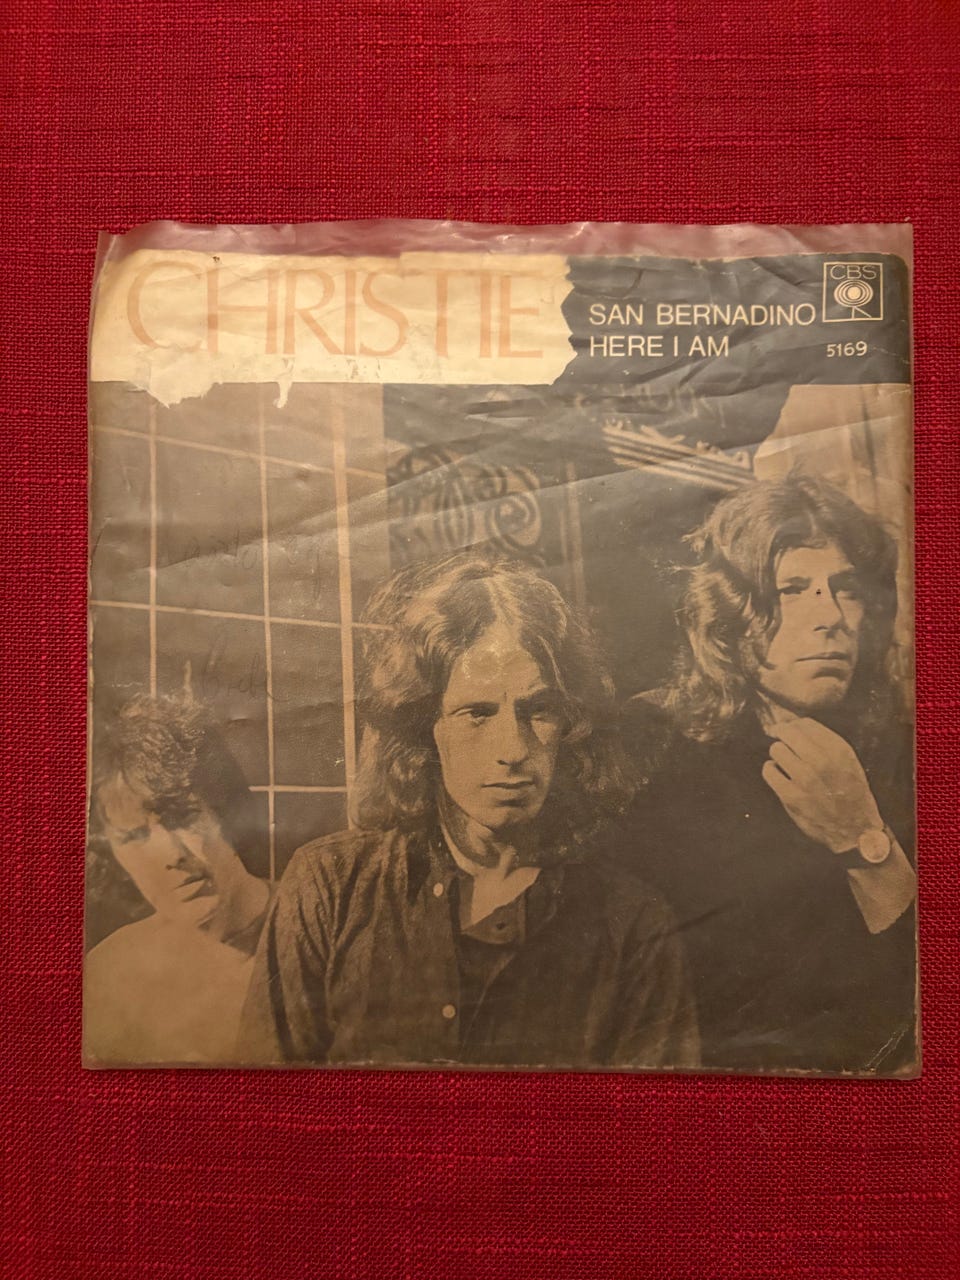 CHRISTIE
SAN BERNADINO
HERE I AM
CBS
5169